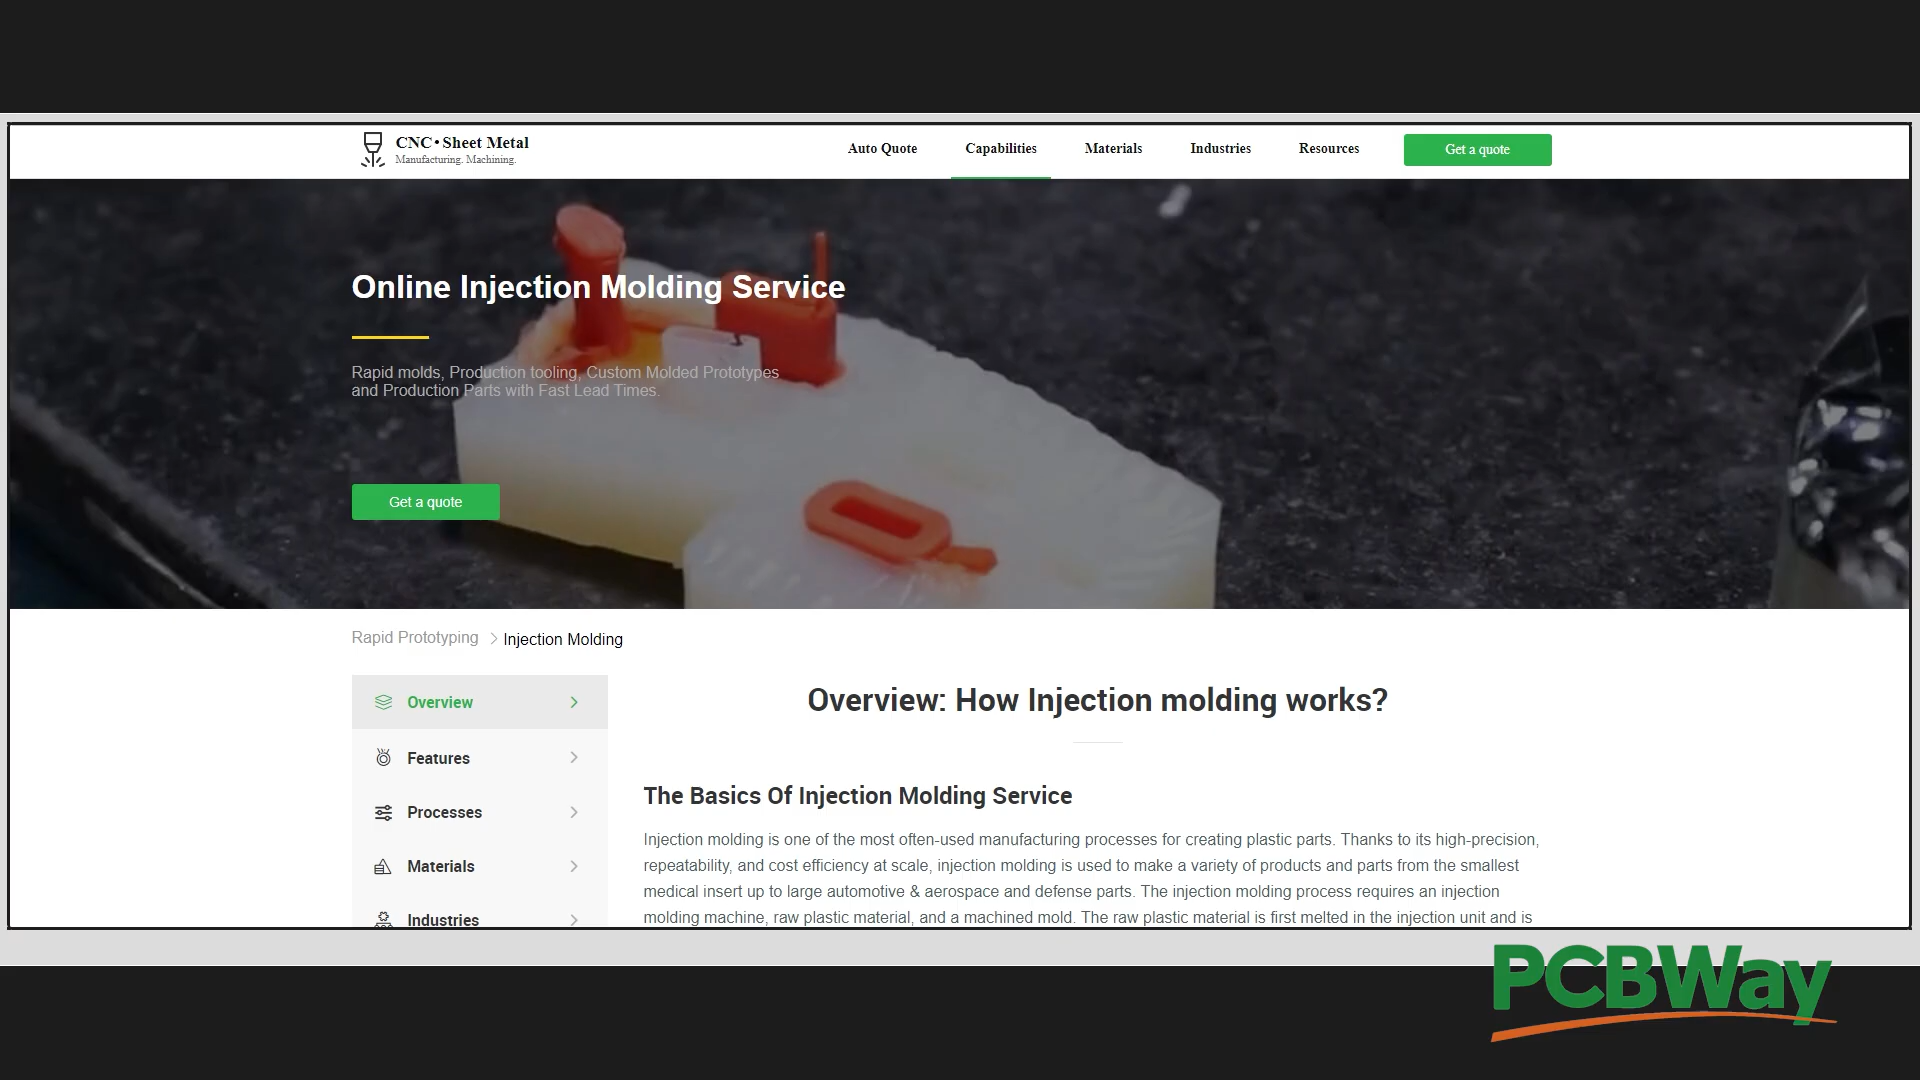 CNC•Sheet Metal
Manufacturing. Machining.
Auto Quote
Capabilities
Materials
Industries
Resources
Get a quote
Online Injection Molding Service
Rapid molds, Production tooling, Custom Molded Prototypes
and Production Parts with Fast Lead Times.
Get a quote
Rapid Prototyping > Injection Molding
Overview
Features
Processes
Materials
Industries
Overview: How Injection molding works?
The Basics Of Injection Molding Service
Injection molding is one of the most often-used manufacturing processes for creating plastic parts. Thanks to its high-precision,
repeatability, and cost efficiency at scale, injection molding is used to make a variety of products and parts from the smallest
medical insert up to large automotive & aerospace and defense parts. The injection molding process requires an injection
molding machine, raw plastic material, and a machined mold. The raw plastic material is first melted in the injection unit and is
PCBWay